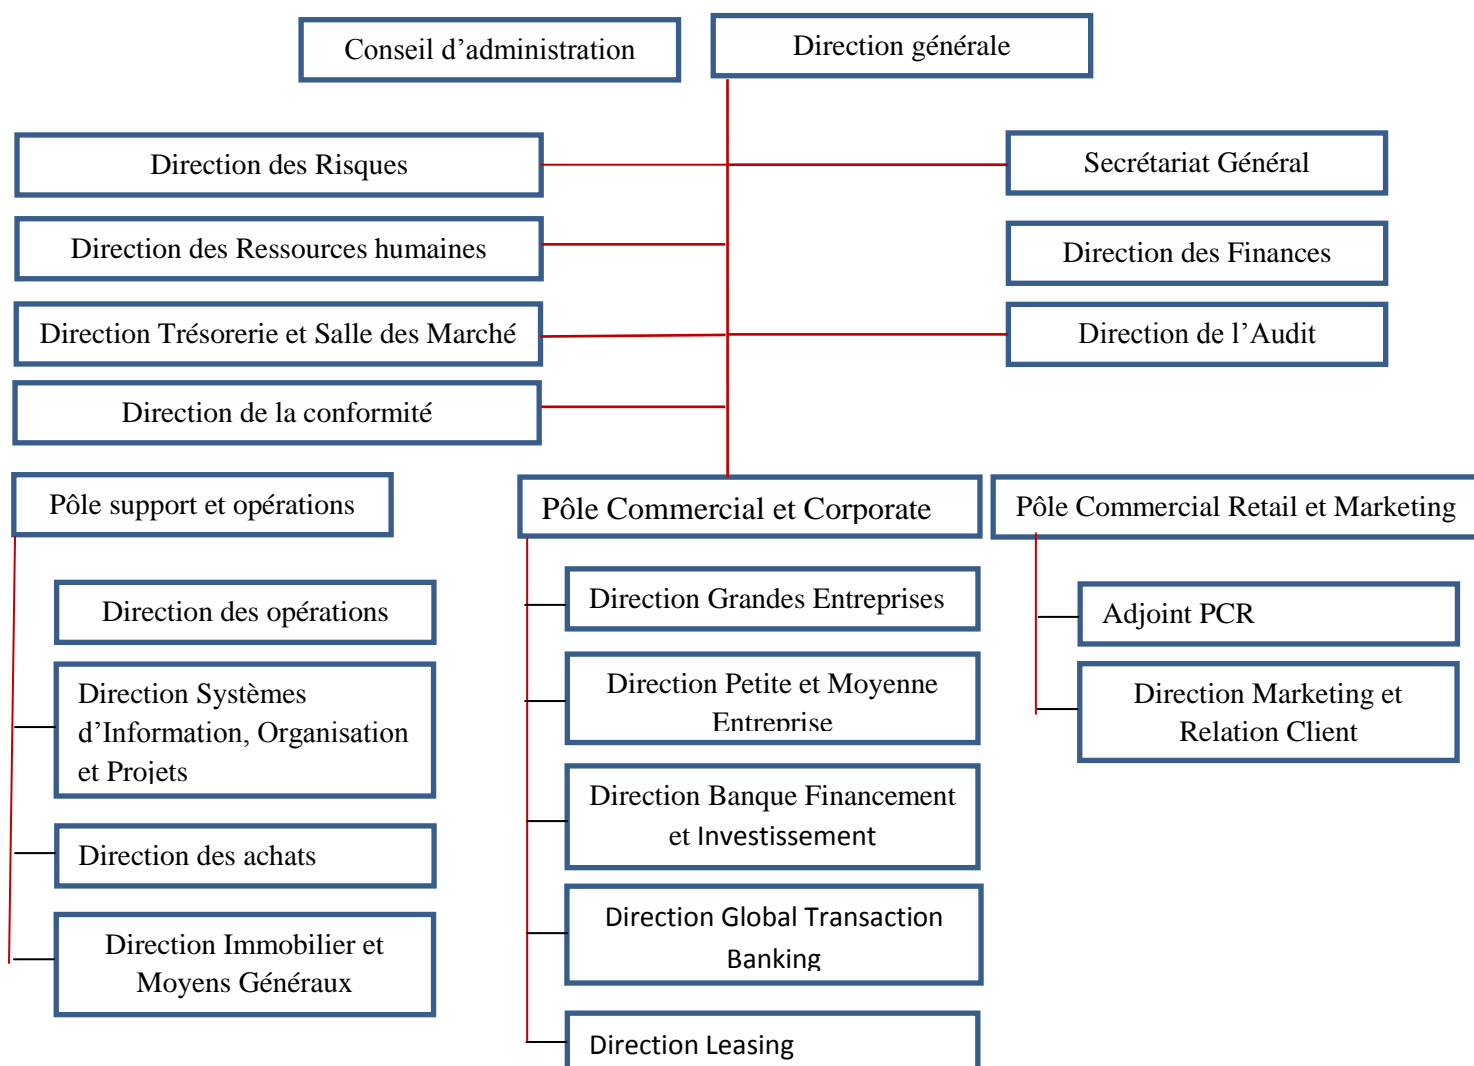 Conseil d’administration
Direction générale
Direction des Risques
Secrétariat Général
Direction des Ressources humaines
Direction des Finances
Direction Trésorerie et Salle des Marché
Direction de l’Audit
Direction de la conformité
Pôle support et opérations
Pôle Commercial et Corporate
Pôle Commercial Retail et Marketing
Direction des opérations
Direction Systèmes
d’Information, Organisation
et Projets
Direction des achats
Direction Immobilier et
Moyens Généraux
Direction Grandes Entreprises
Direction Petite et Moyenne
Entreprise
Direction Banque Financement
et Investissement
Direction Global Transaction
Banking
Direction Leasing
Adjoint PCR
Direction Marketing et
Relation Client